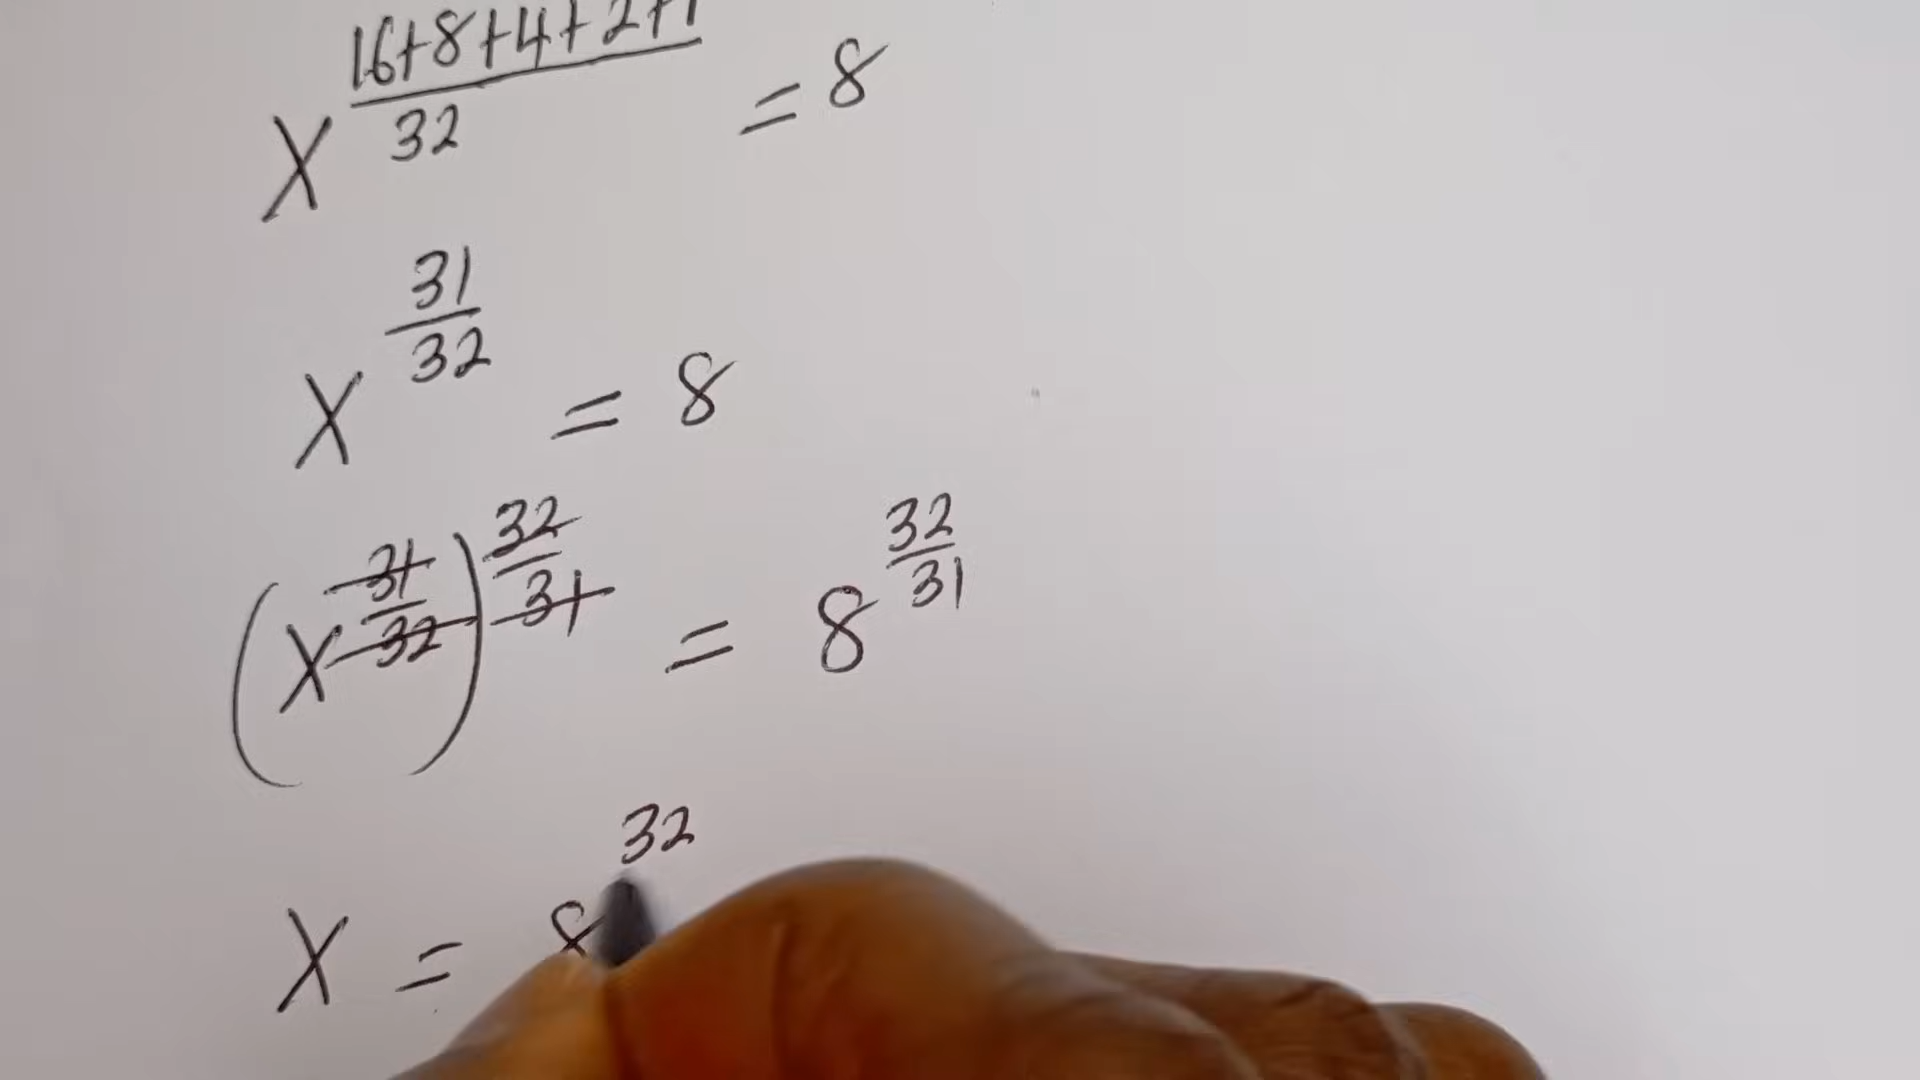 X^(16+8+4+2+1/32) = 8
X^(31/32) = 8
(X^(31/32))^(32/31) = 8^(32/31)
X = 8^32